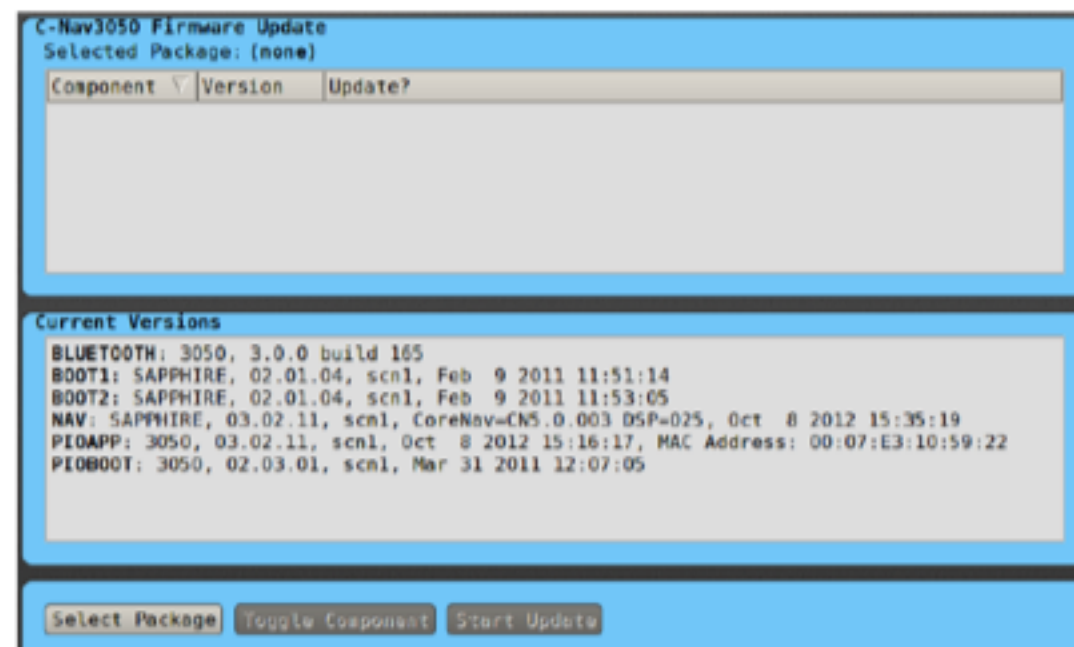 C-Nav3050 Firmware Update
Selected Package: (none)
Component Version Update?
Current Versions
BLUETOOTH: 3050, 3.0.0 build 165
BOOT1: SAPPHIRE, 02.01.04, scn1, Feb 9 2011 11:51:14
BOOT2: SAPPHIRE, 02.01.04, scn1, Feb 9 2011 11:53:05
NAV: SAPPHIRE, 03.02.11, scn1, CoreNav=CN5.0.003 DSP=025, Oct 8 2012 15:35:19
PIOAPP: 3050, 03.02.11, scn1, Oct 8 2012 15:16:17, MAC Address: 00:07:E3:10:59:22
PIOBOOT: 3050, 02.03.01, scn1, Mar 31 2011 12:07:05
Select Package Toggle Component Start Update